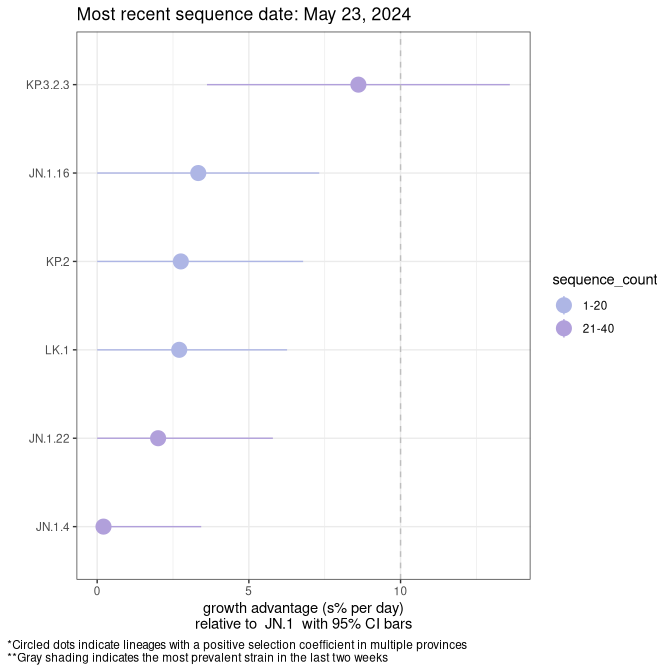 Most recent sequence date: May 23, 2024
KP.3.2.3
JN.1.16
KP.2
LK.1
JN.1.22
JN.1.4
0 5 10
growth advantage (s% per day)
relative to JN.1 with 95% CI bars
sequence_count
1-20
21-40
*Circled dots indicate lineages with a positive selection coefficient in multiple provinces
**Gray shading indicates the most prevalent strain in the last two weeks